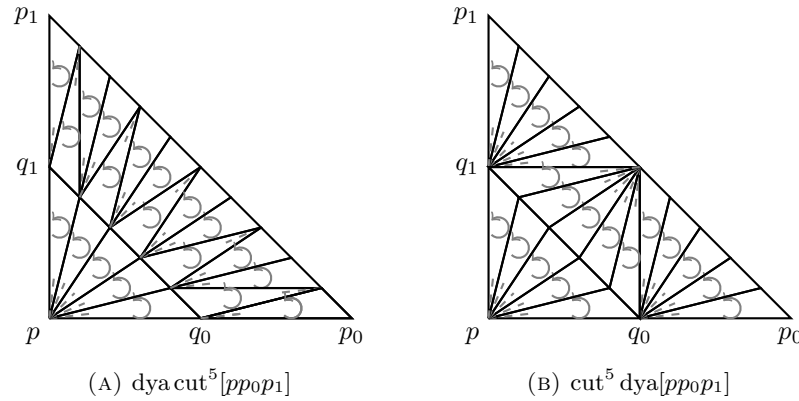 p₁ p₁
q₁ q₁
p q₀ p₀ p q₀ p₀
(A) dya cut⁵[pp₀p₁] (B) cut⁵ dya[pp₀p₁]